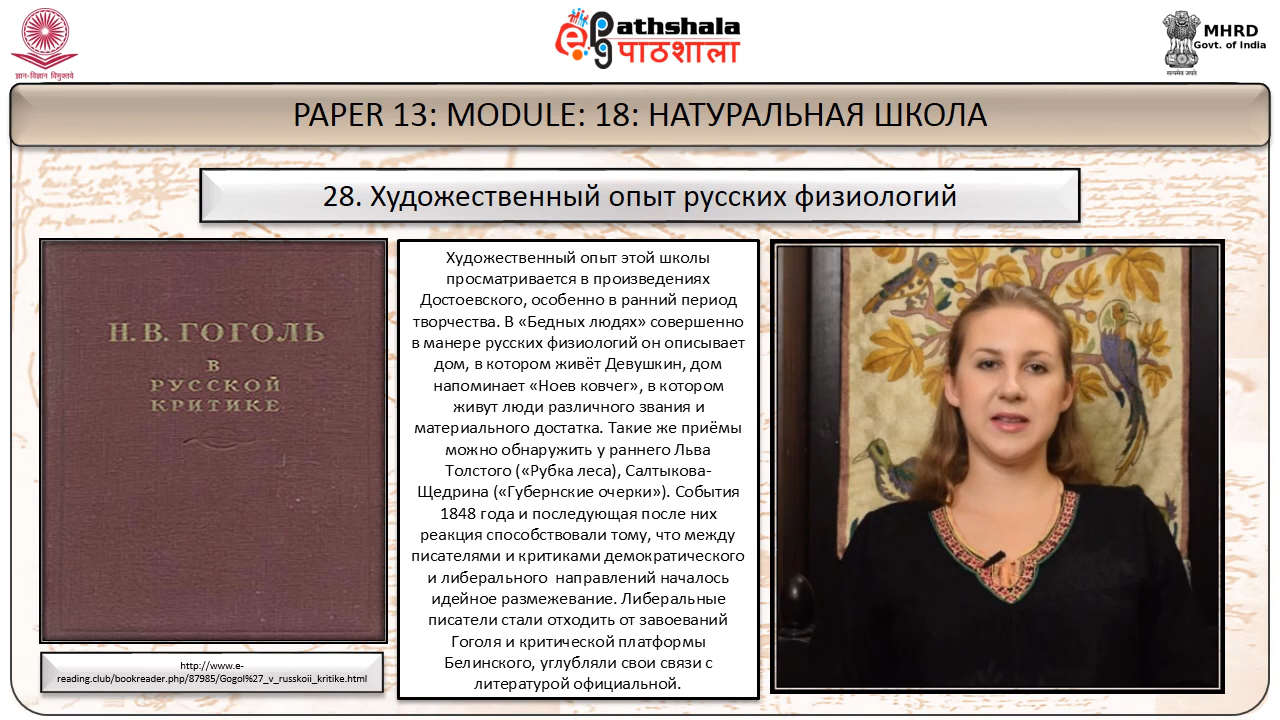 ज्ञान-विज्ञान विमुक्तये
ePathshala
पाठशाला
MHRD
Govt. of India
सत्यमेव जयते
PAPER 13: MODULE: 18: НАТУРАЛЬНАЯ ШКОЛА
28. Художественный опыт русских физиологий
Н. В. ГОГОЛЬ
В
РУССКОЙ
КРИТИКЕ
http://www.e-
reading.club/bookreader.php/87985/Gogol%27_v_russkoii_kritike.html
Художественный опыт этой школы
просматривается в произведениях
Достоевского, особенно в ранний период
творчества. В «Бедных людях» совершенно
в манере русских физиологий он описывает
дом, в котором живёт Девушкин, дом
напоминает «Ноев ковчег», в котором
живут люди различного звания и
материального достатка. Такие же приёмы
можно обнаружить у раннего Льва
Толстого («Рубка леса), Салтыкова-
Щедрина («Губернские очерки»). События
1848 года и последующая после них
реакция способствовали тому, что между
писателями и критиками демократического
и либерального направлений началось
идейное размежевание. Либеральные
писатели стали отходить от завоеваний
Гоголя и критической платформы
Белинского, углубляли свои связи с
литературой официальной.